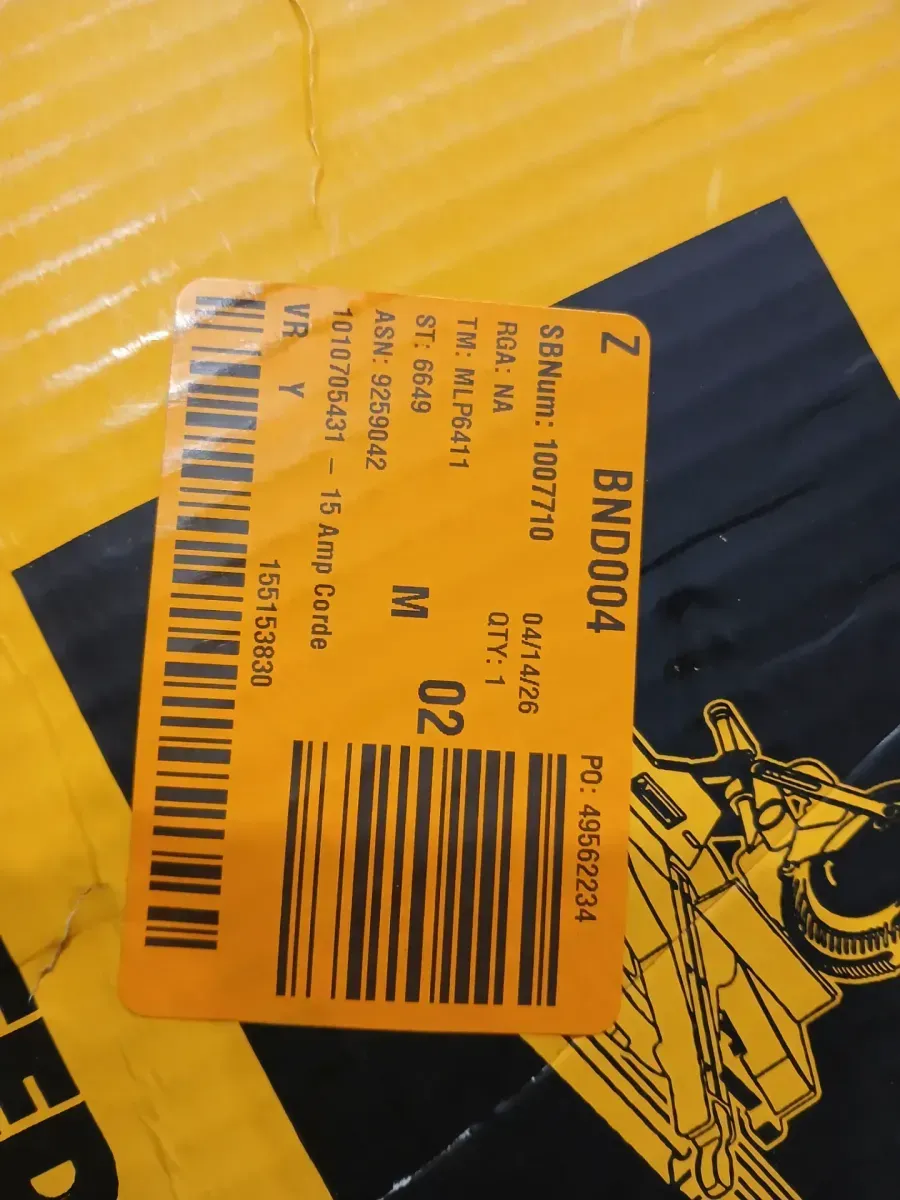 Z BND004 PO: 49562234
SBNum: 1007710 04/14/26
RGA: NA QTY: 1
TM: MLP6411
ST: 6649 M 02
ASN: 9259042
1010705431 - 15 Amp Corde
VR Y 155153830